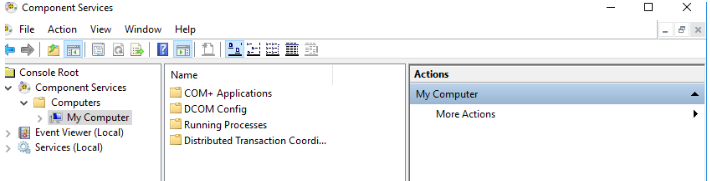 Component Services
File Action View Window Help
Console Root
Component Services
Computers
My Computer
Event Viewer (Local)
Services (Local)
Name
COM+ Applications
DCOM Config
Running Processes
Distributed Transaction Coordi...
Actions
My Computer
More Actions